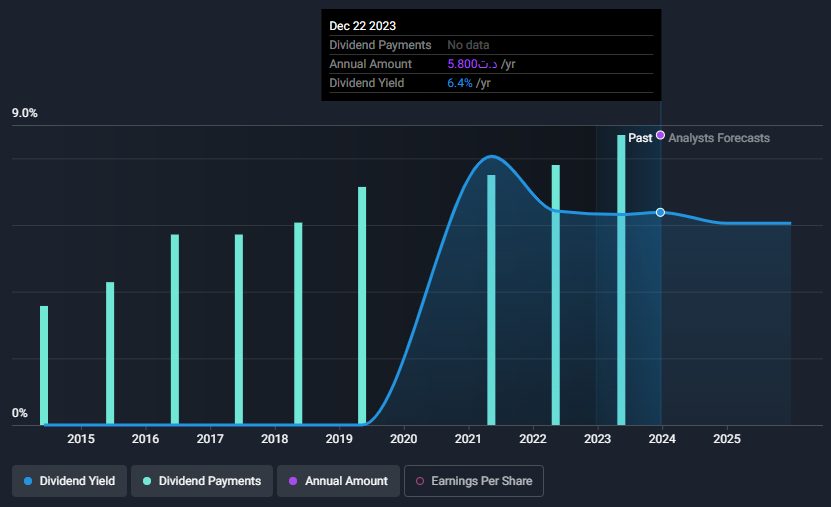 Dec 22 2023
Dividend Payments No data
Annual Amount د.ت5.800 /yr
Dividend Yield 6.4% /yr
9.0%
Past Analysts Forecasts
0%
2015 2016 2017 2018 2019 2020 2021 2022 2023 2024 2025
Dividend Yield Dividend Payments Annual Amount Earnings Per Share